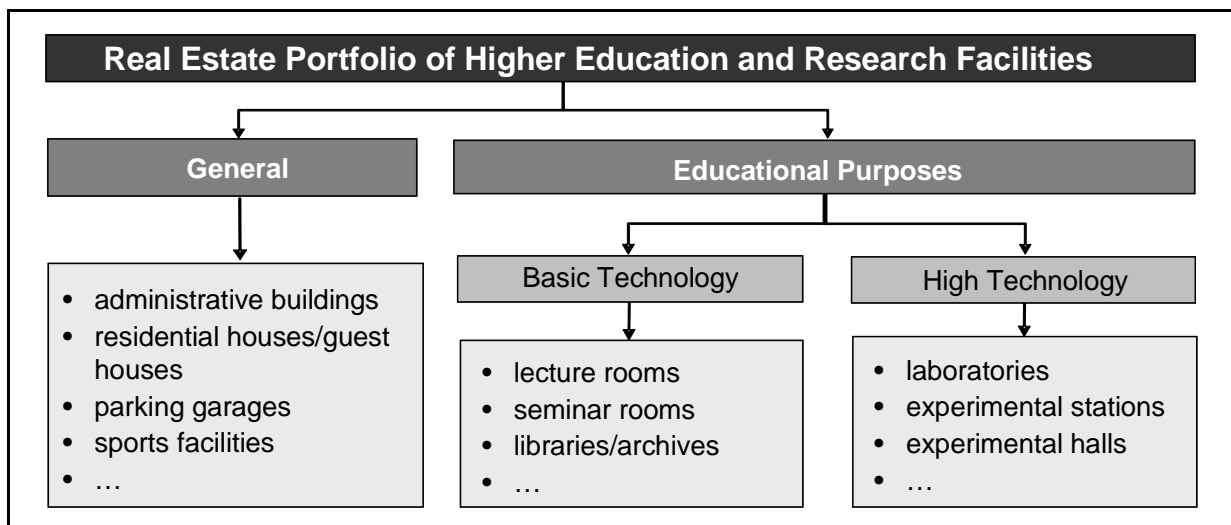 Real Estate Portfolio of Higher Education and Research Facilities
General
Educational Purposes
• administrative buildings
• residential houses/guest
houses
• parking garages
• sports facilities
• …
Basic Technology
• lecture rooms
• seminar rooms
• libraries/archives
• …
High Technology
• laboratories
• experimental stations
• experimental halls
• …